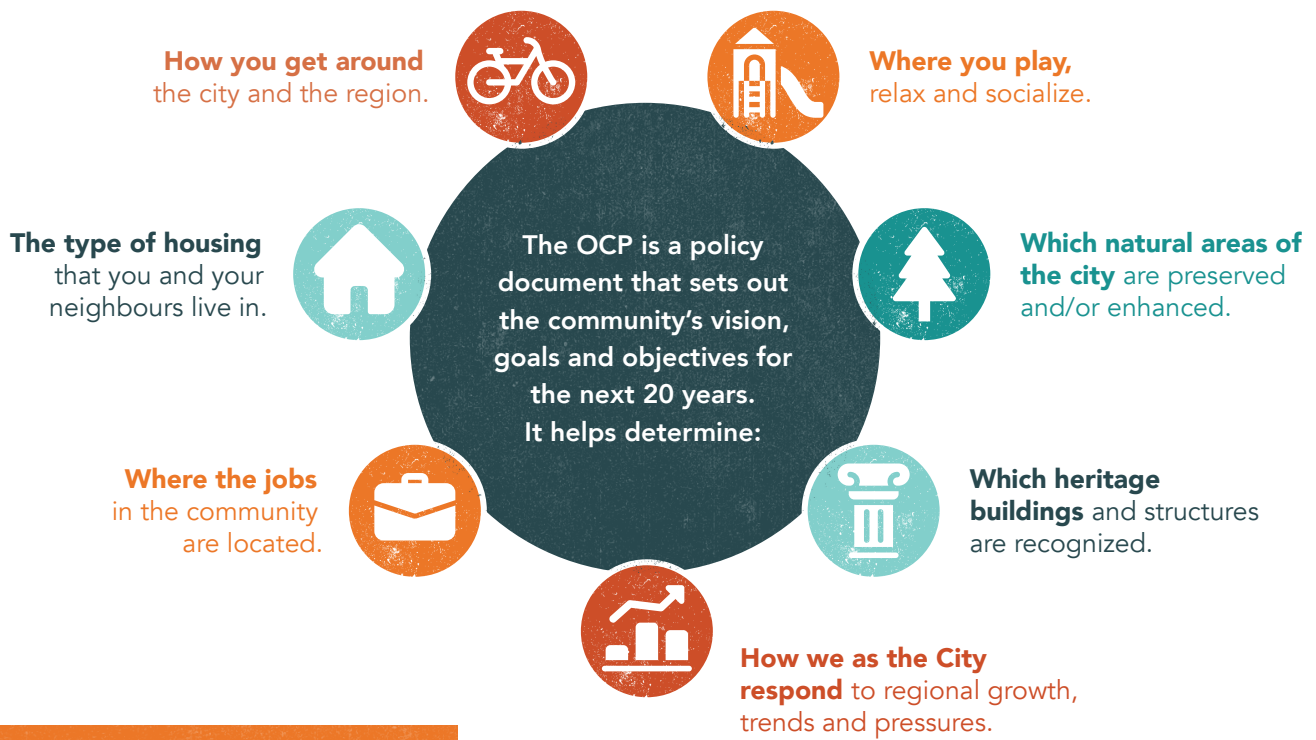 The OCP is a policy
document that sets out
the community's vision,
goals and objectives for
the next 20 years.
It helps determine:
How you get around
the city and the region.
Where you play,
relax and socialize.
The type of housing
that you and your
neighbours live in.
Which natural areas of
the city are preserved
and/or enhanced.
Where the jobs
in the community
are located.
Which heritage
buildings and structures
are recognized.
How we as the City
respond to regional growth,
trends and pressures.